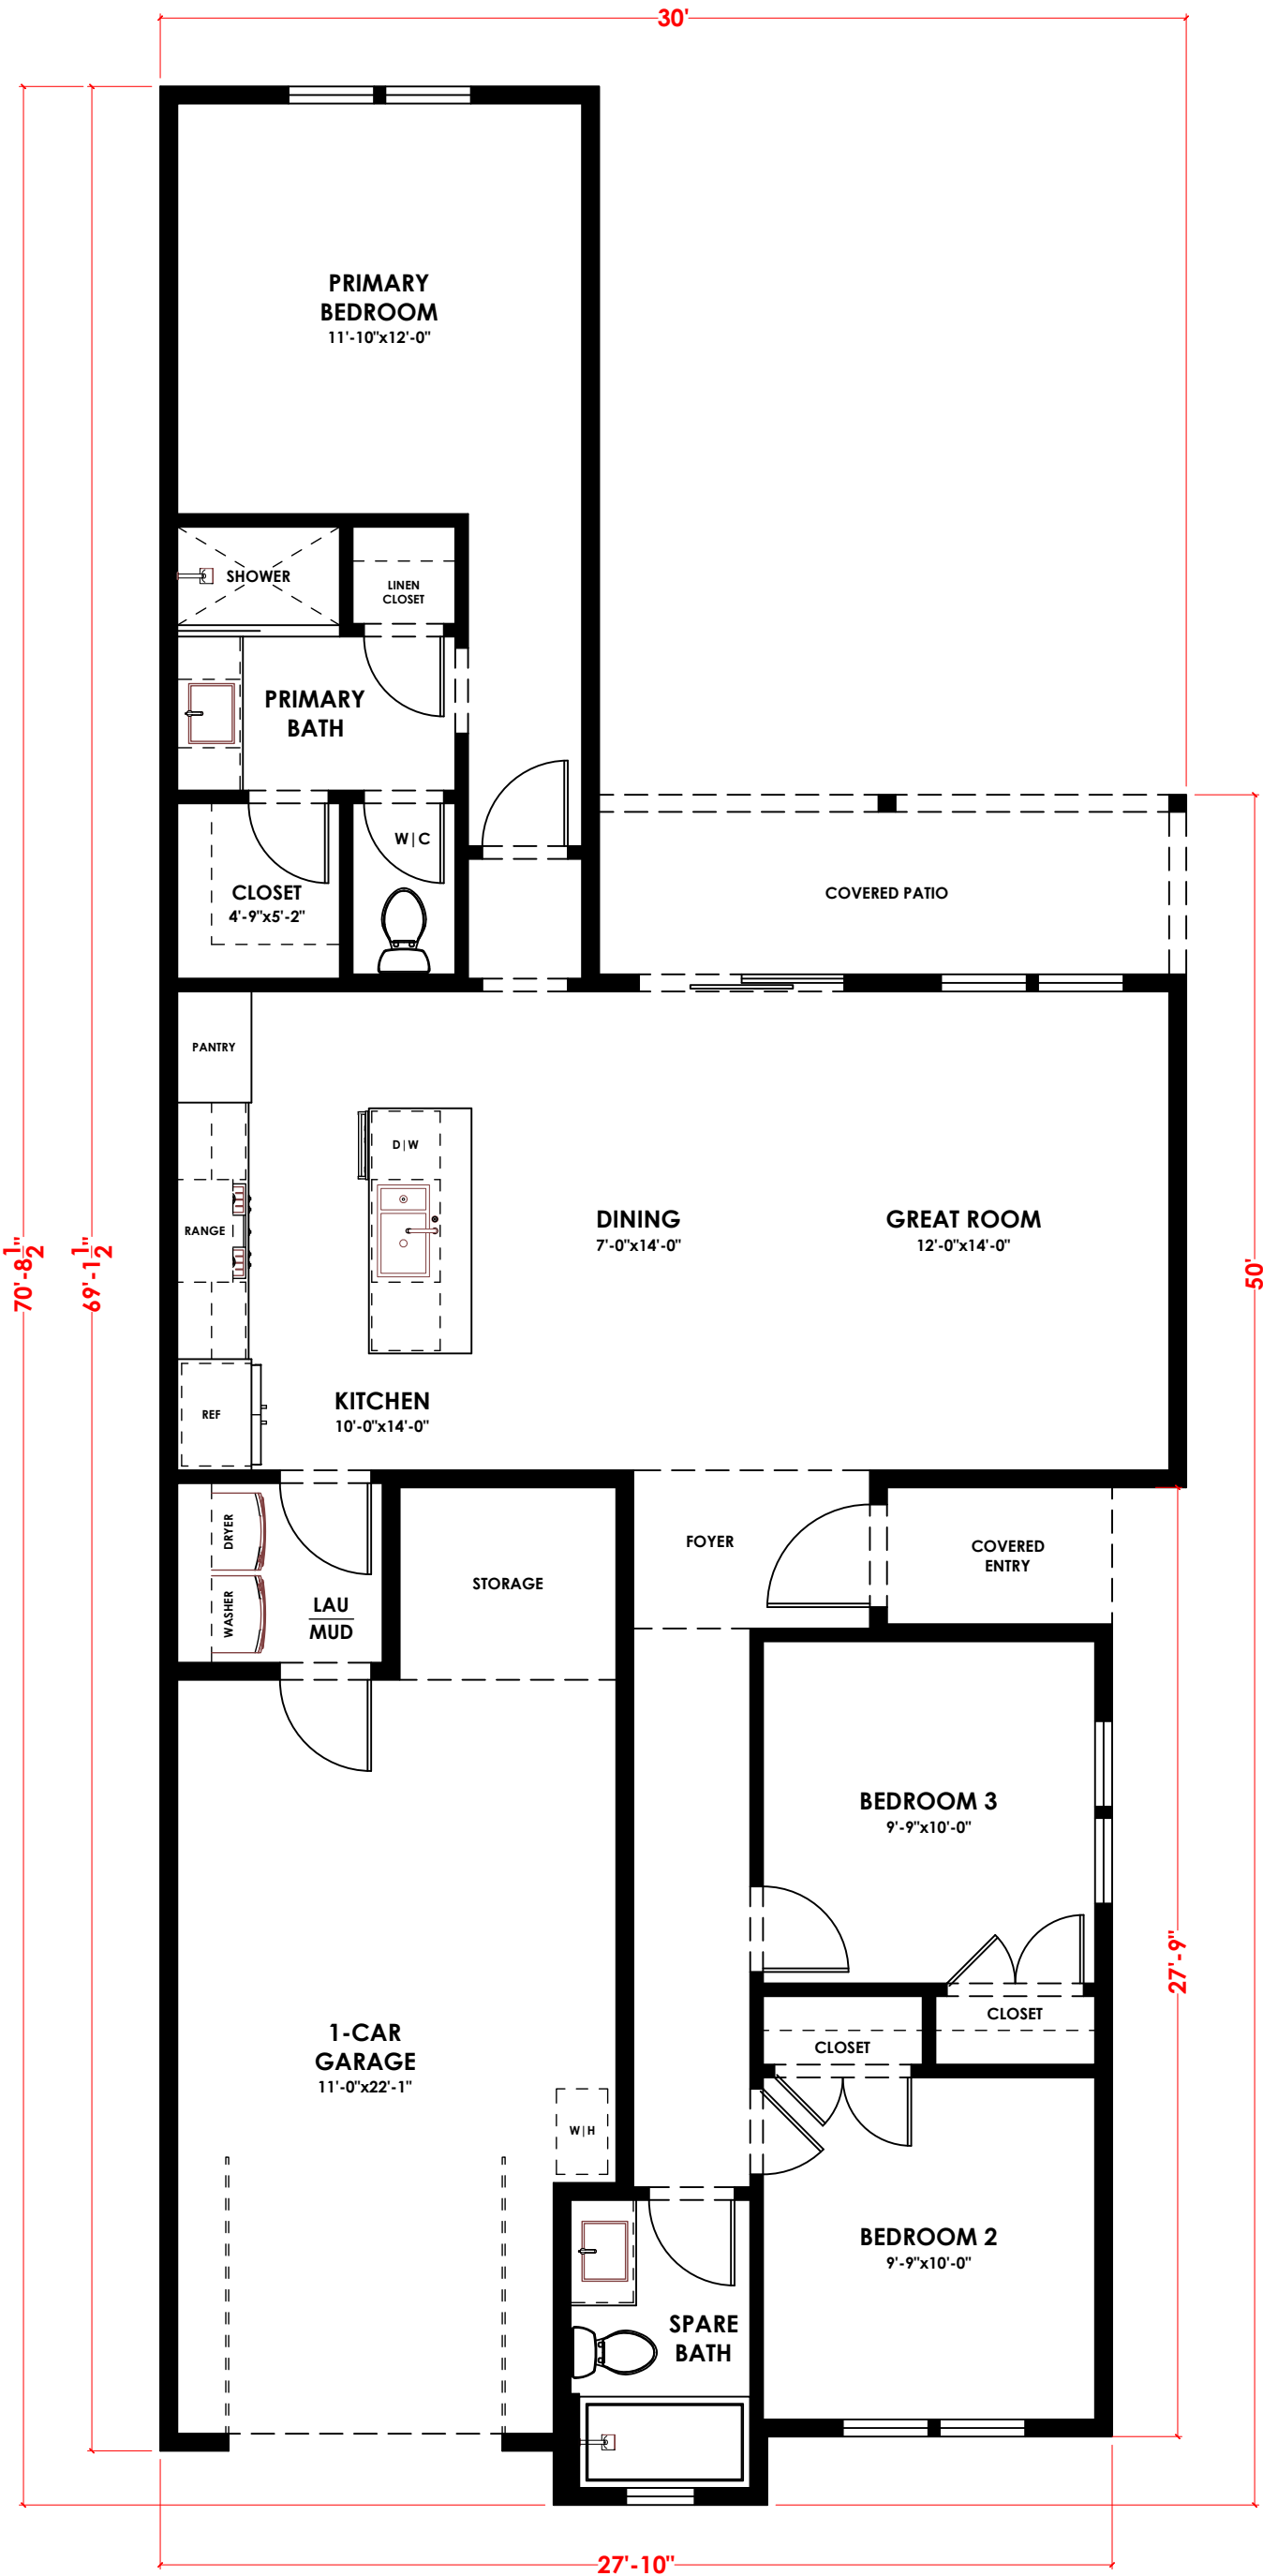 30'
PRIMARY
BEDROOM
11'-10"x12'-0"
SHOWER
LINEN
CLOSET
PRIMARY
BATH
W|C
CLOSET
4'-9"x5'-2"
COVERED PATIO
PANTRY
D|W
RANGE
DINING
7'-0"x14'-0"
GREAT ROOM
12'-0"x14'-0"
70'-8 1/2"
69'-1 1/2"
50'
KITCHEN
10'-0"x14'-0"
REF
DRYER
WASHER
LAU
MUD
STORAGE
FOYER
COVERED
ENTRY
BEDROOM 3
9'-9"x10'-0"
27'-9"
CLOSET
CLOSET
1-CAR
GARAGE
11'-0"x22'-1"
W|H
BEDROOM 2
9'-9"x10'-0"
SPARE
BATH
27'-10"